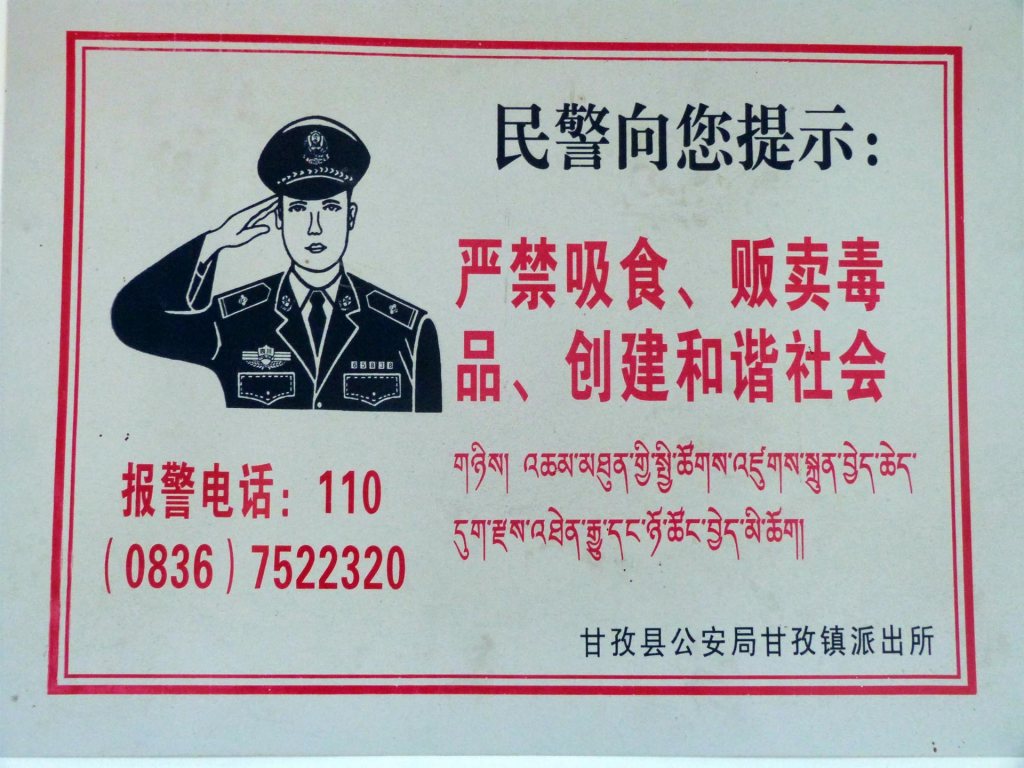 民警向您提示：
严禁吸食、贩卖毒
品、创建和谐社会
གཉིས། འཆམ་མཐུན་གྱི་སྤྱི་ཚོགས་འཛུགས་སྐྲུན་བྱེད་ཆེད་
དུག་རྫས་འཐེན་རྒྱུ་དང་ཉོ་ཚོང་བྱེད་མི་ཆོག།
报警电话：110
（0836）7522320
甘孜县公安局甘孜镇派出所